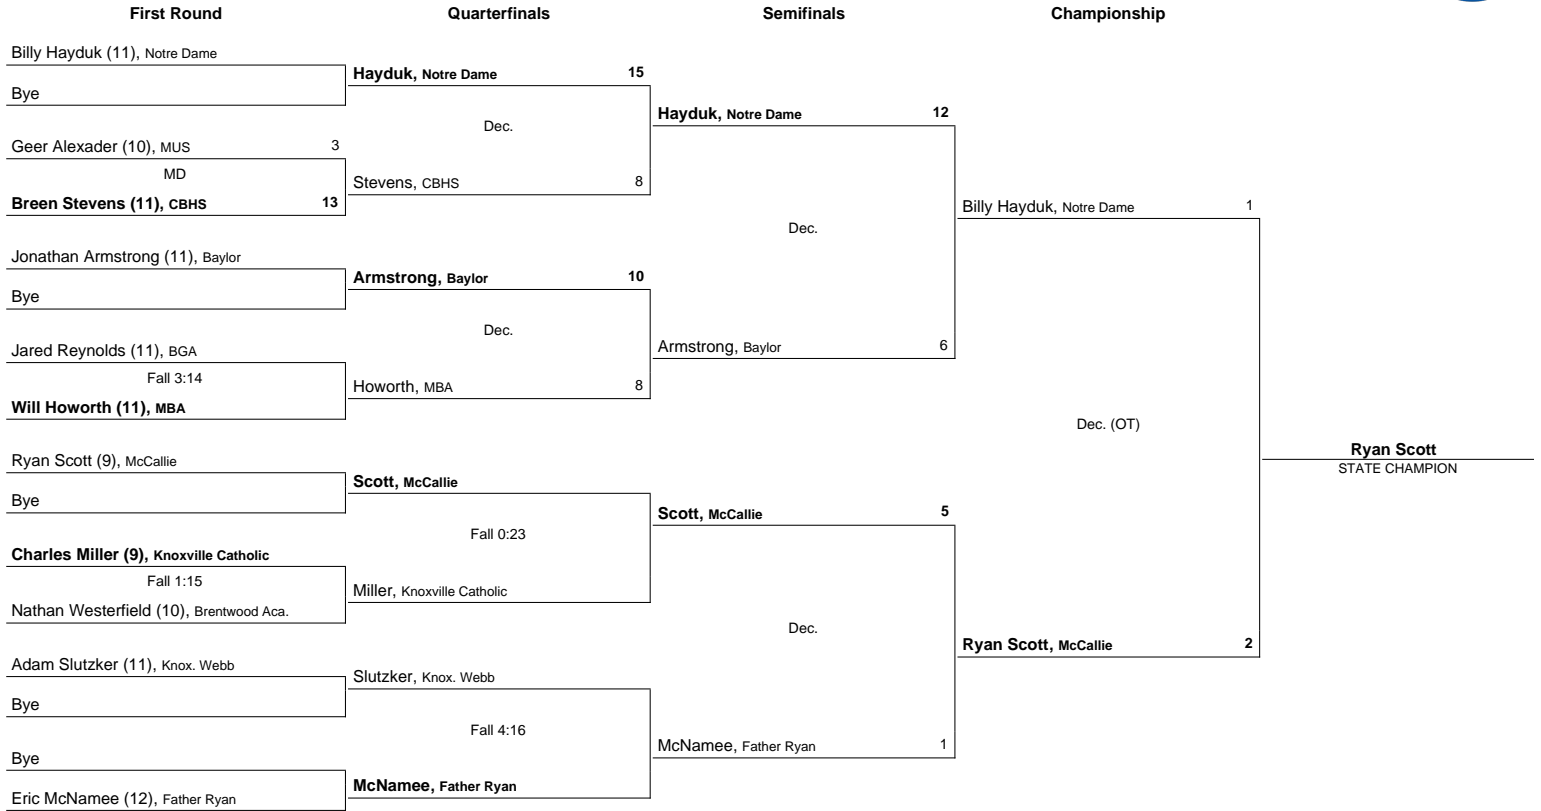 First Round
Quarterfinals
Semifinals
Championship
Billy Hayduk (11), Notre Dame
Bye
Geer Alexader (10), MUS 3
MD
Breen Stevens (11), CBHS 13
Jonathan Armstrong (11), Baylor
Bye
Jared Reynolds (11), BGA
Fall 3:14
Will Howorth (11), MBA
Ryan Scott (9), McCallie
Bye
Charles Miller (9), Knoxville Catholic
Fall 1:15
Nathan Westerfield (10), Brentwood Aca.
Adam Slutzker (11), Knox. Webb
Bye
Bye
Eric McNamee (12), Father Ryan
Hayduk, Notre Dame 15
Dec.
Stevens, CBHS 8
Armstrong, Baylor 10
Dec.
Howorth, MBA 8
Scott, McCallie
Fall 0:23
Miller, Knoxville Catholic
Slutzker, Knox. Webb
Fall 4:16
McNamee, Father Ryan
Hayduk, Notre Dame 12
Dec.
Armstrong, Baylor 6
Scott, McCallie 5
Dec.
McNamee, Father Ryan 1
Billy Hayduk, Notre Dame 1
Dec. (OT)
Ryan Scott, McCallie 2
Ryan Scott
STATE CHAMPION